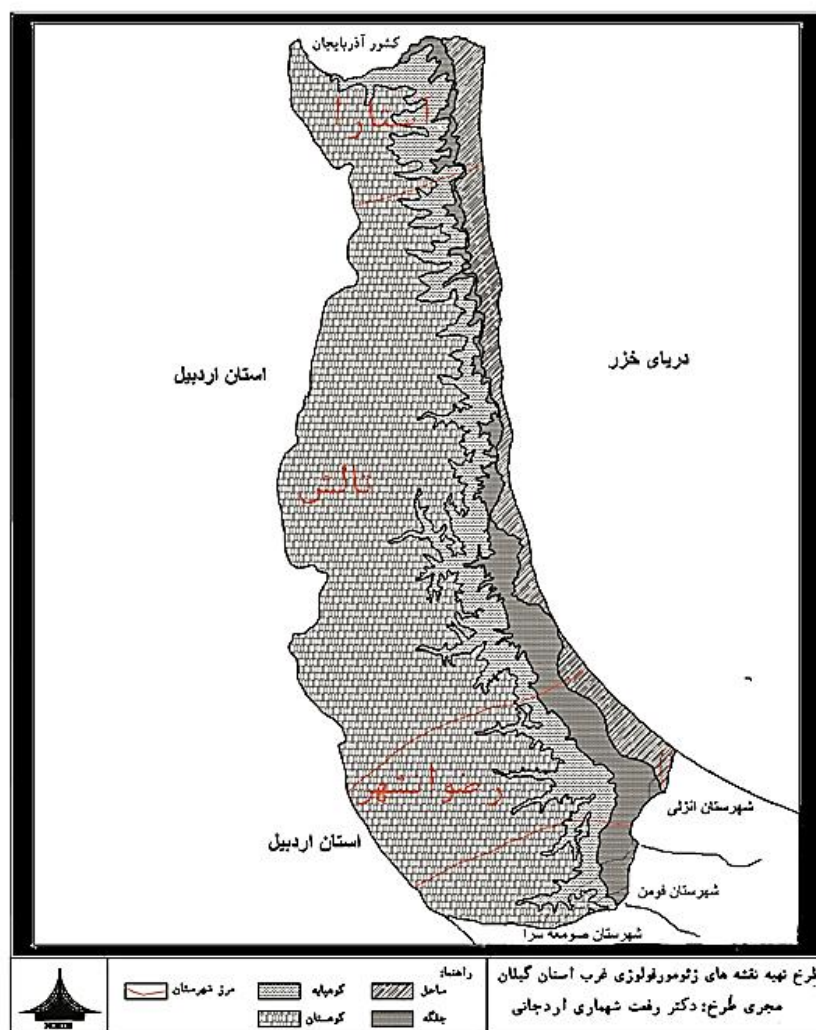 کشور آذربایجان
آستارا
دریای خزر
استان اردبیل
تالش
رضوانشهر
شهرستان انزلی
استان اردبیل
شهرستان فومن
شهرستان صومعه سرا
طرح تهیه نقشه های ژئومورفولوژی غرب استان گیلان
مجری طرح: دکتر رفعت شهماری اردجانی
راهنما:
ساحل
کوهپایه
مرز شهرستان
جلگه
کوهستان